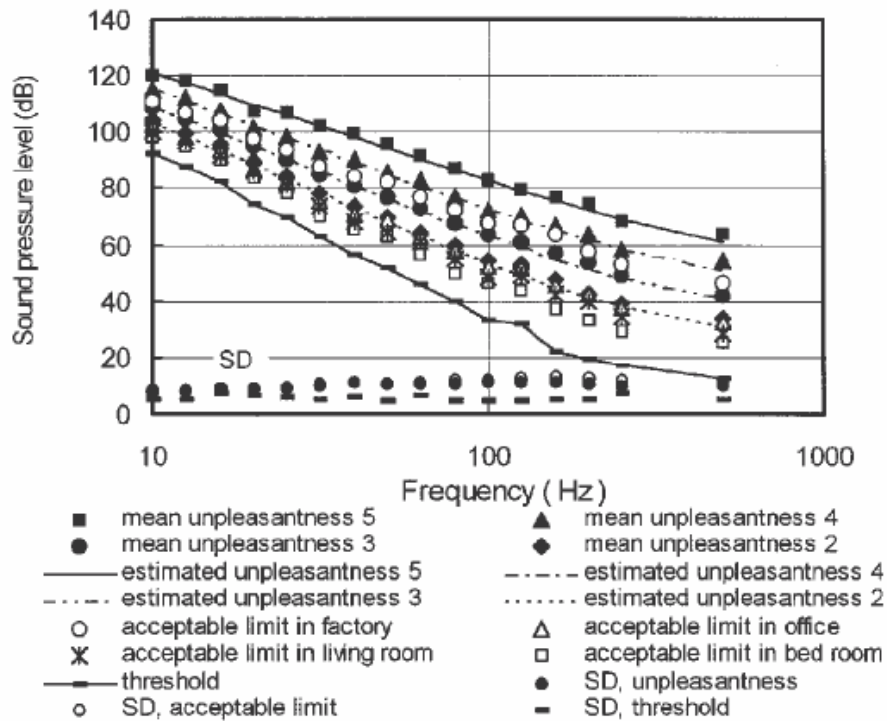 140
120
100
80
60
40
20
0
Sound pressure level (dB)
SD
10 100 1000
Frequency ( Hz )
mean unpleasantness 5 mean unpleasantness 4
mean unpleasantness 3 mean unpleasantness 2
estimated unpleasantness 5 estimated unpleasantness 4
estimated unpleasantness 3 estimated unpleasantness 2
acceptable limit in factory acceptable limit in office
acceptable limit in living room acceptable limit in bed room
threshold SD, unpleasantness
SD, acceptable limit SD, threshold